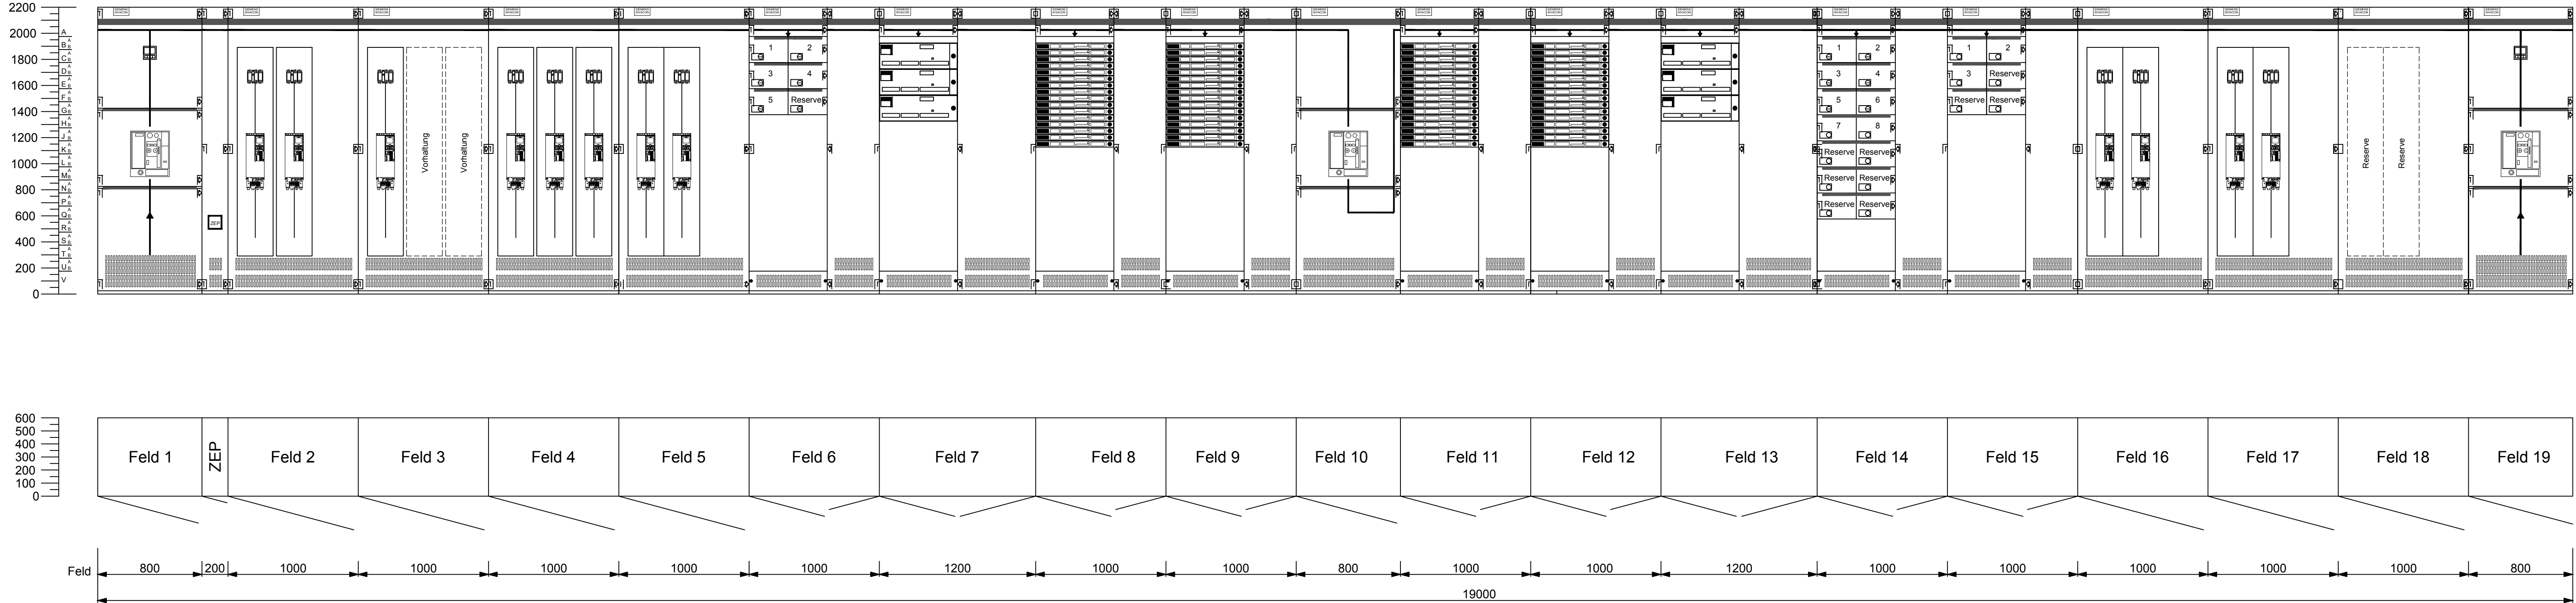 2200
2000
1800
1600
1400
1200
1000
800
600
400
200
0
A
B
C
D
E
F
G
H
J
K
L
M
N
P
Q
R
S
T
U
V
ZEP
Vorhaltung
Vorhaltung
1 2
3 4
5 Reserve
1 2
3 4
5 6
7 8
Reserve Reserve
Reserve Reserve
Reserve Reserve
1 2
3 Reserve
Reserve Reserve
Reserve
Reserve
600
500
400
300
200
100
0
Feld 1 ZEP Feld 2 Feld 3 Feld 4 Feld 5 Feld 6 Feld 7 Feld 8 Feld 9 Feld 10 Feld 11 Feld 12 Feld 13 Feld 14 Feld 15 Feld 16 Feld 17 Feld 18 Feld 19
Feld 800 200 1000 1000 1000 1000 1000 1200 1000 1000 800 1000 1000 1200 1000 1000 1000 1000 1000 800
19000